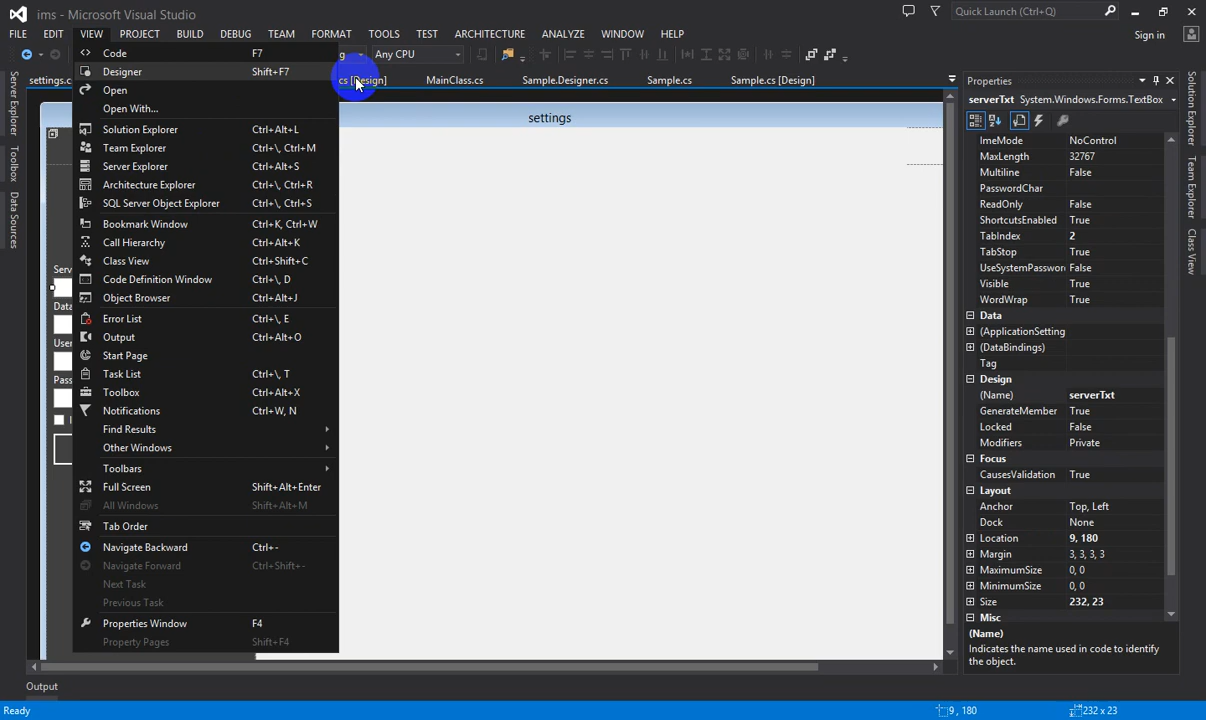 ims - Microsoft Visual Studio
Quick Launch (Ctrl+Q)
FILE EDIT VIEW PROJECT BUILD DEBUG TEAM FORMAT TOOLS TEST ARCHITECTURE ANALYZE WINDOW HELP
Sign in
g Any CPU
settings.c cs [Design] MainClass.cs Sample.Designer.cs Sample.cs Sample.cs [Design]
Server Explorer
Toolbox
Data Sources
Code F7
Designer Shift+F7
Open
Open With...
Solution Explorer Ctrl+Alt+L
Team Explorer Ctrl+\, Ctrl+M
Server Explorer Ctrl+Alt+S
Architecture Explorer Ctrl+\, Ctrl+R
SQL Server Object Explorer Ctrl+\, Ctrl+S
Bookmark Window Ctrl+K, Ctrl+W
Call Hierarchy Ctrl+Alt+K
Class View Ctrl+Shift+C
Code Definition Window Ctrl+\, D
Object Browser Ctrl+Alt+J
Error List Ctrl+\, E
Output Ctrl+Alt+O
Start Page
Task List Ctrl+\, T
Toolbox Ctrl+Alt+X
Notifications Ctrl+W, N
Find Results
Other Windows
Toolbars
Full Screen Shift+Alt+Enter
All Windows Shift+Alt+M
Tab Order
Navigate Backward Ctrl+-
Navigate Forward Ctrl+Shift+-
Next Task
Previous Task
Properties Window F4
Property Pages Shift+F4
settings
Serv
Data
User
Pass
Properties
serverTxt System.Windows.Forms.TextBox
ImeMode NoControl
MaxLength 32767
Multiline False
PasswordChar
ReadOnly False
ShortcutsEnabled True
TabIndex 2
TabStop True
UseSystemPassword False
Visible True
WordWrap True
Data
(ApplicationSetting
(DataBindings)
Tag
Design
(Name) serverTxt
GenerateMember True
Locked False
Modifiers Private
Focus
CausesValidation True
Layout
Anchor Top, Left
Dock None
Location 9, 180
Margin 3, 3, 3, 3
MaximumSize 0, 0
MinimumSize 0, 0
Size 232, 23
Misc
(Name)
Indicates the name used in code to identify
the object.
Solution Explorer
Team Explorer
Class View
Output
Ready 9 , 180 232 x 23